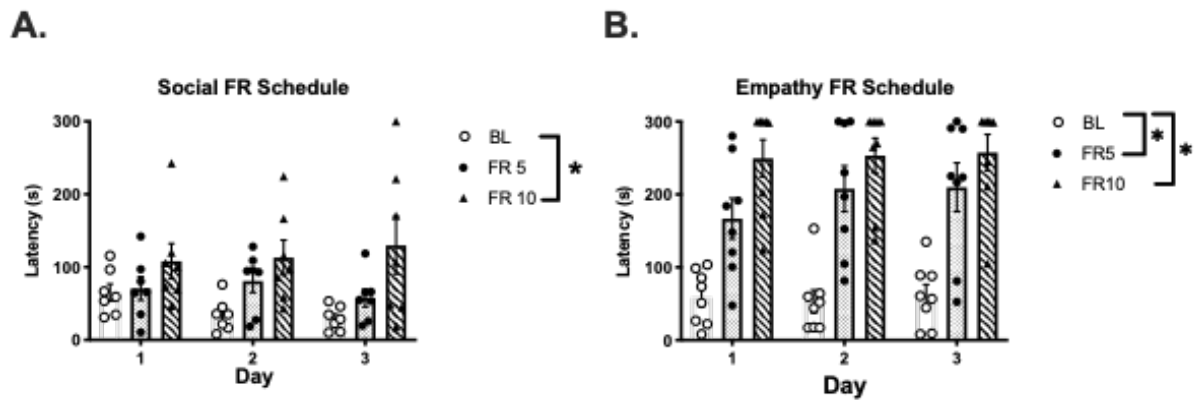 A.
Social FR Schedule
Latency (s)
300
200
100
0
1 2 3
Day
BL
FR 5
FR 10
*
B.
Empathy FR Schedule
Latency (s)
300
200
100
0
1 2 3
Day
BL
FR5
FR10
*
*